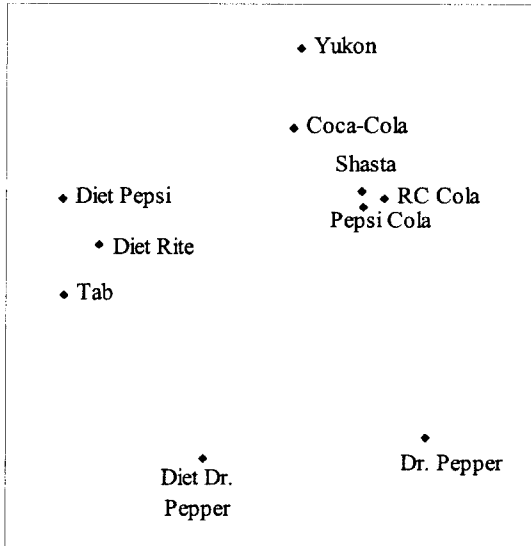 Yukon
Coca-Cola
Shasta
Diet Pepsi
RC Cola
Pepsi Cola
Diet Rite
Tab
Dr. Pepper
Diet Dr.
Pepper